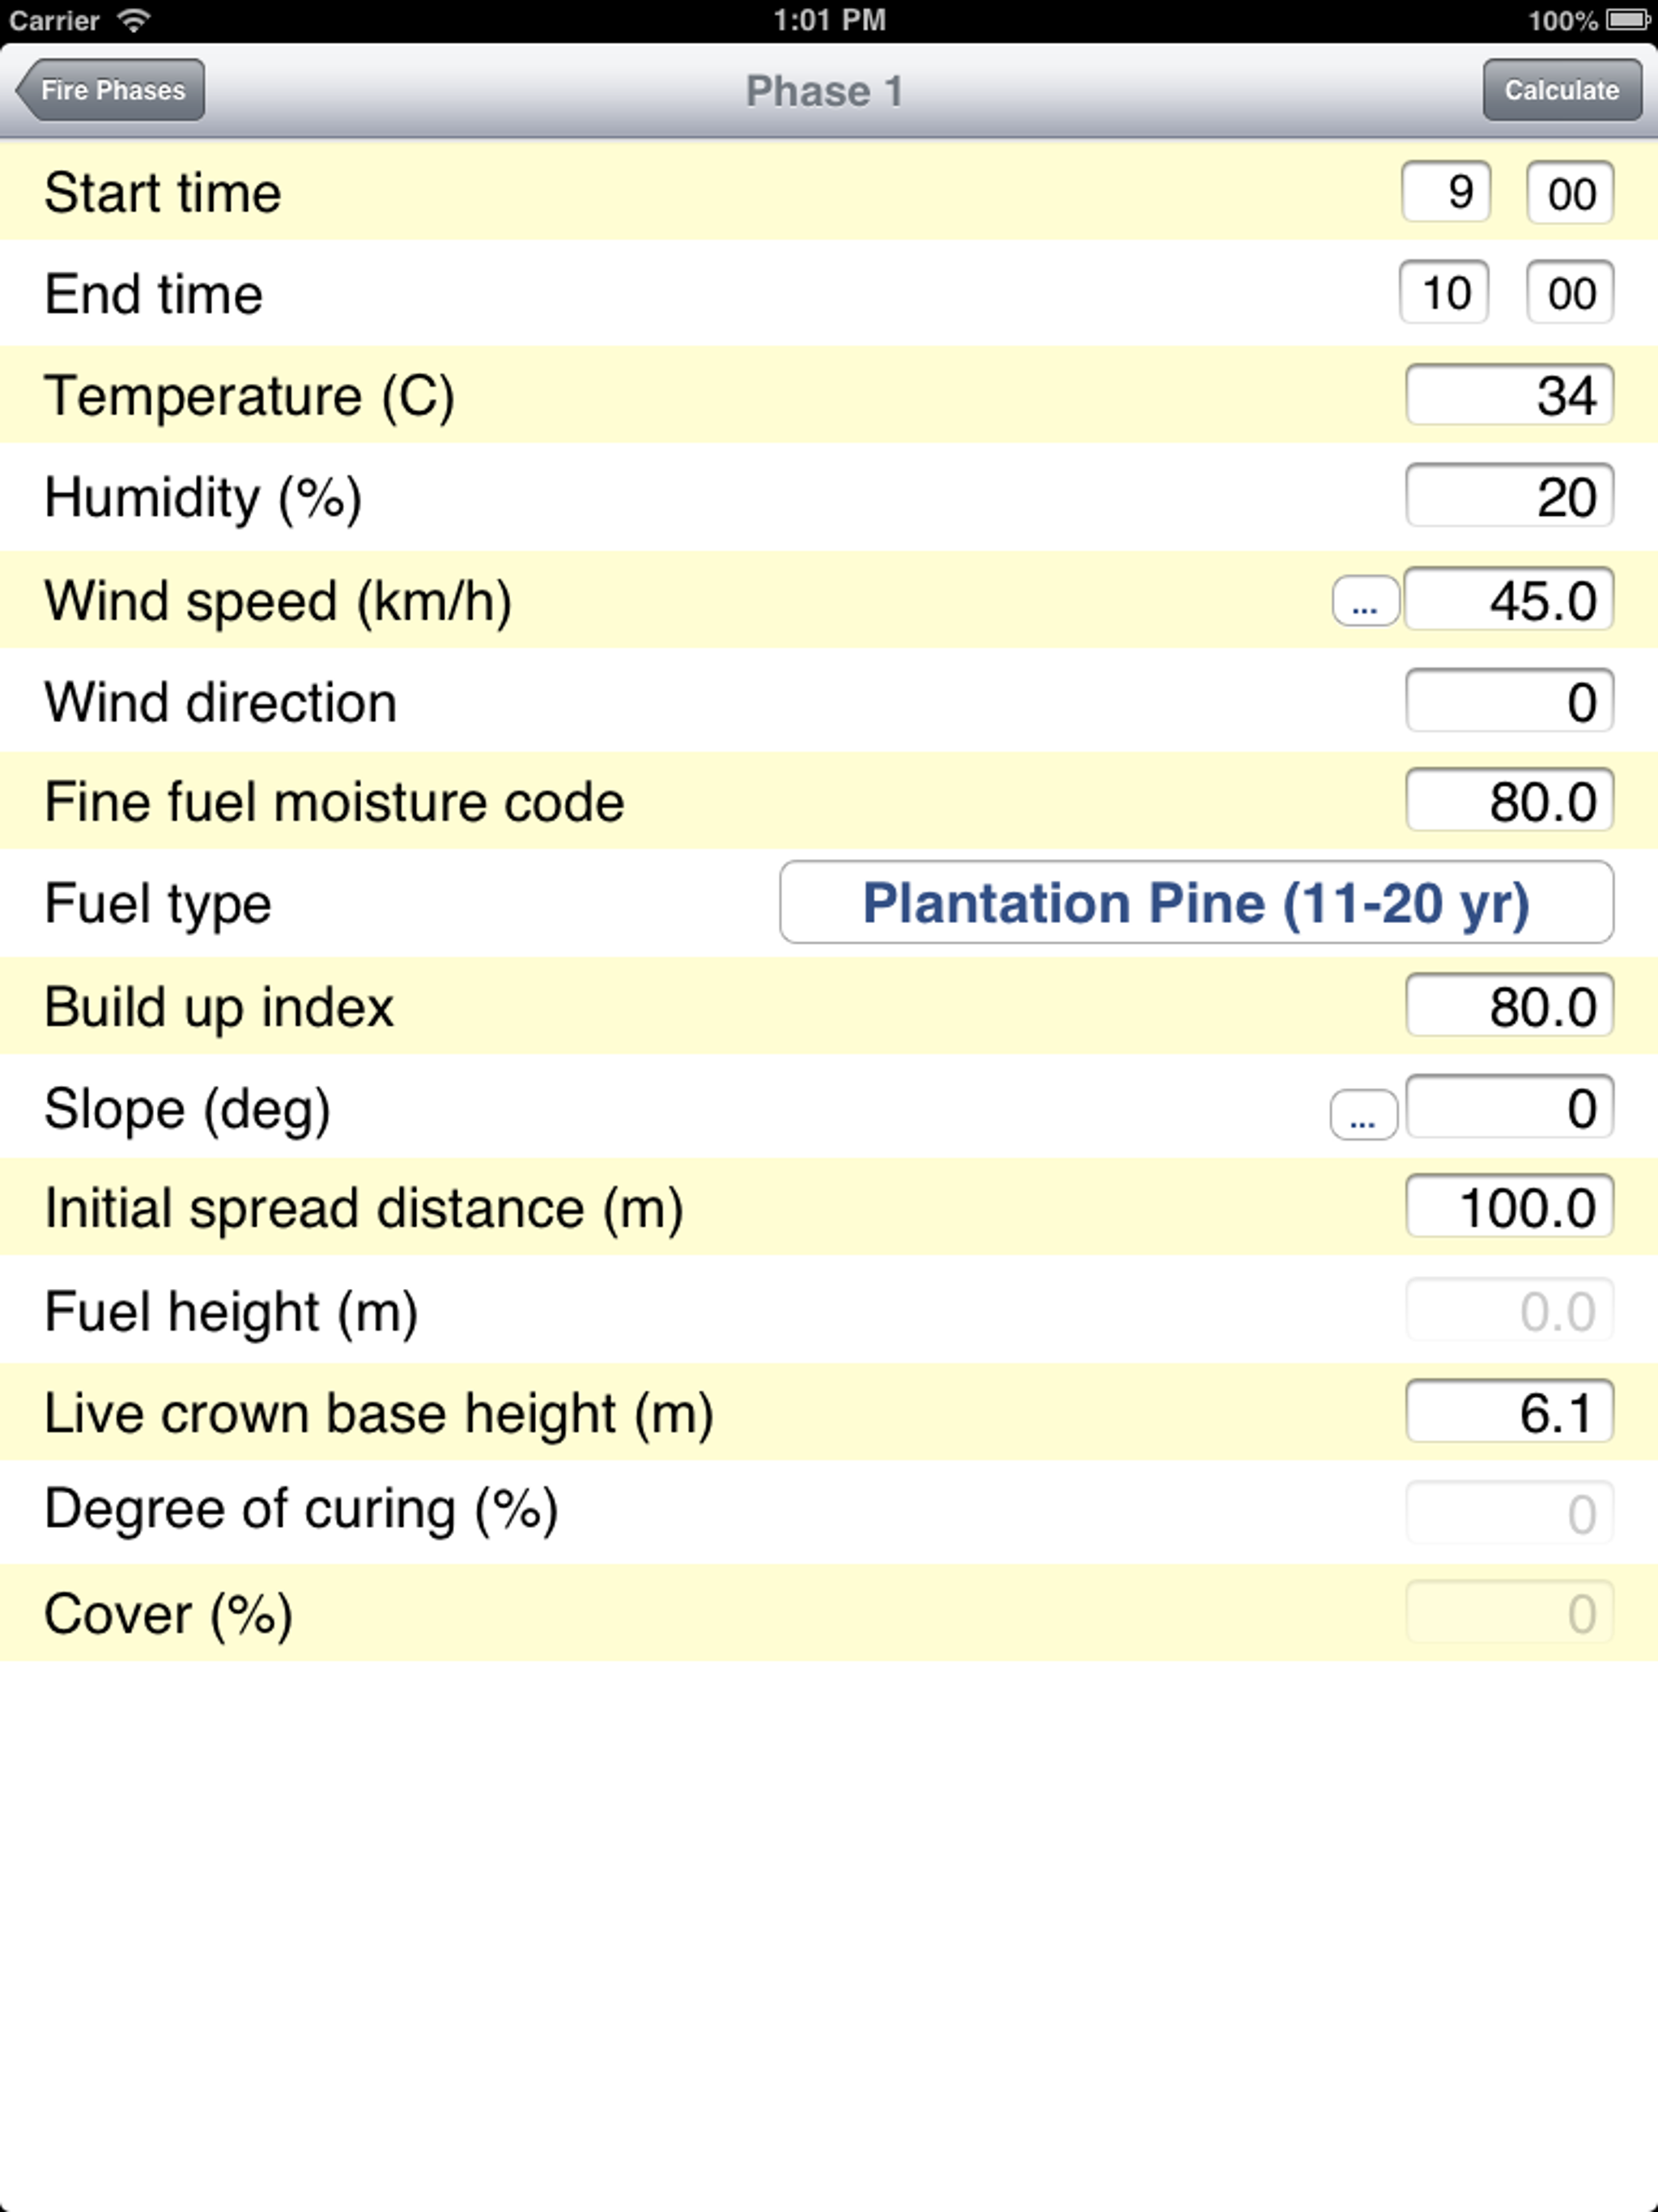 Carrier 1:01 PM 100%
Fire Phases Phase 1 Calculate
Start time 9 00
End time 10 00
Temperature (C) 34
Humidity (%) 20
Wind speed (km/h) ... 45.0
Wind direction 0
Fine fuel moisture code 80.0
Fuel type Plantation Pine (11-20 yr)
Build up index 80.0
Slope (deg) ... 0
Initial spread distance (m) 100.0
Fuel height (m) 0.0
Live crown base height (m) 6.1
Degree of curing (%) 0
Cover (%) 0